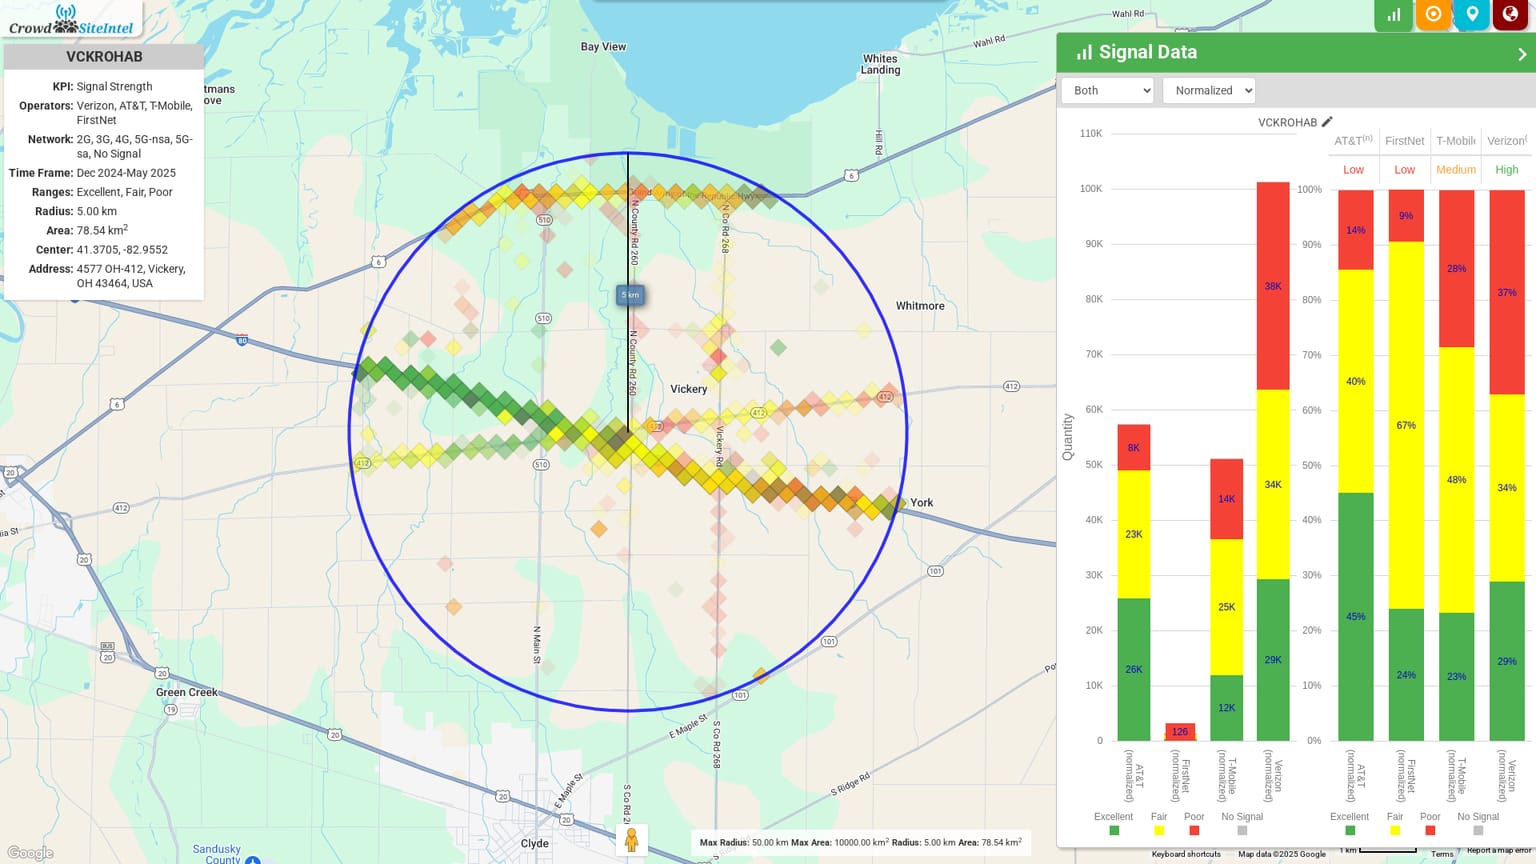 Crowd SiteIntel
VCKROHAB
KPI: Signal Strength
Operators: Verizon, AT&T, T-Mobile,
FirstNet
Network: 2G, 3G, 4G, 5G-nsa, 5G-
sa, No Signal
Time Frame: Dec 2024-May 2025
Ranges: Excellent, Fair, Poor
Radius: 5.00 km
Area: 78.54 km²
Center: 41.3705, -82.9552
Address: 4577 OH-412, Vickery,
OH 43464, USA
tmans
ove
Bay View
Whites
Landing
Wahl Rd
Wahl Rd
Hill Rd
6
6
6
80
510
510
510
N County Rd 260
N County Rd 260
N Co Rd 268
5 km
Whitmore
Vickery
412
412
412
412
412
Vickery Rd
York
20
20
20
20
20
20
20
BUS
101
101
101
N Main St
Green Creek
19
E Maple St
E Maple St
S Co Rd 268
S Ridge Rd
Clyde
Sandusky
County
Google
Max Radius: 50.00 km Max Area: 10000.00 km² Radius: 5.00 km Area: 78.54 km²
Signal Data
Both
Normalized
VCKROHAB
Quantity
110K
100K
90K
80K
70K
60K
50K
40K
30K
20K
10K
0
8K
23K
26K
126
14K
25K
12K
38K
34K
29K
AT&T
(normalized)
FirstNet
(normalized)
T-Mobile
(normalized)
Verizon
(normalized)
Excellent Fair Poor No Signal
AT&T(n) FirstNet T-Mobile Verizon(
Low Low Medium High
100%
90%
80%
70%
60%
50%
40%
30%
20%
10%
0%
14%
40%
45%
9%
67%
24%
28%
48%
23%
37%
34%
29%
AT&T
(normalized)
FirstNet
(normalized)
T-Mobile
(normalized)
Verizon
(normalized)
Excellent Fair Poor No Signal
1 km
Keyboard shortcuts Map data ©2025 Google Terms Report a map error